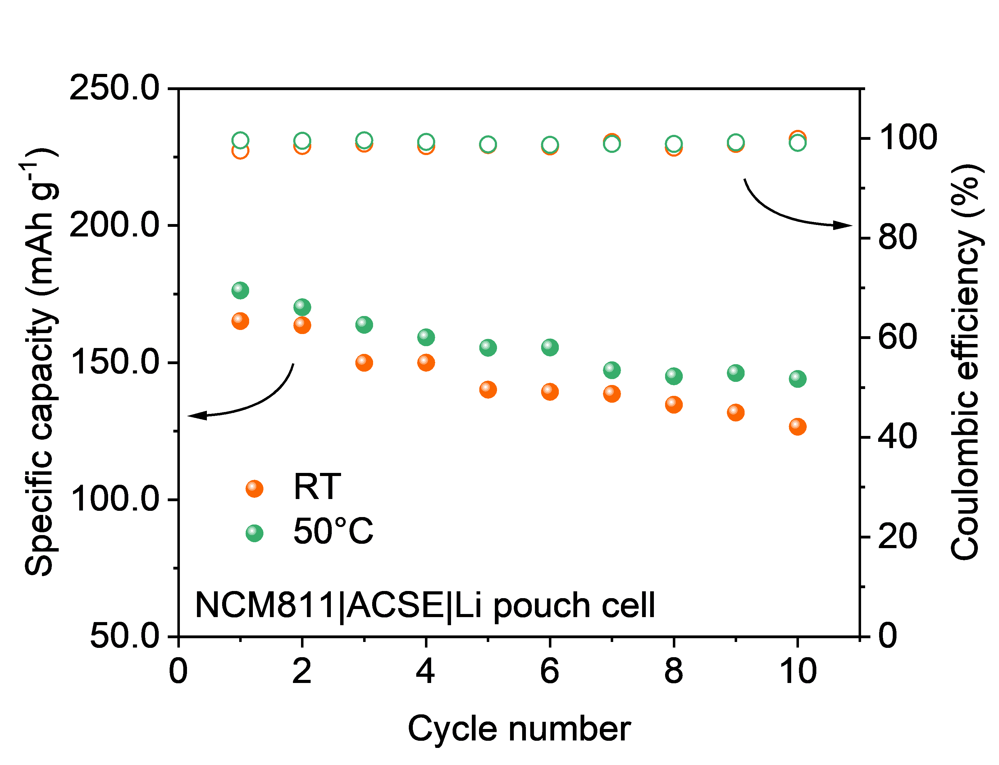 250.0
200.0
150.0
100.0
50.0
Specific capacity (mAh g-1)
100
80
60
40
20
0
Coulombic efficiency (%)
RT
50°C
NCM811|ACSE|Li pouch cell
0 2 4 6 8 10
Cycle number